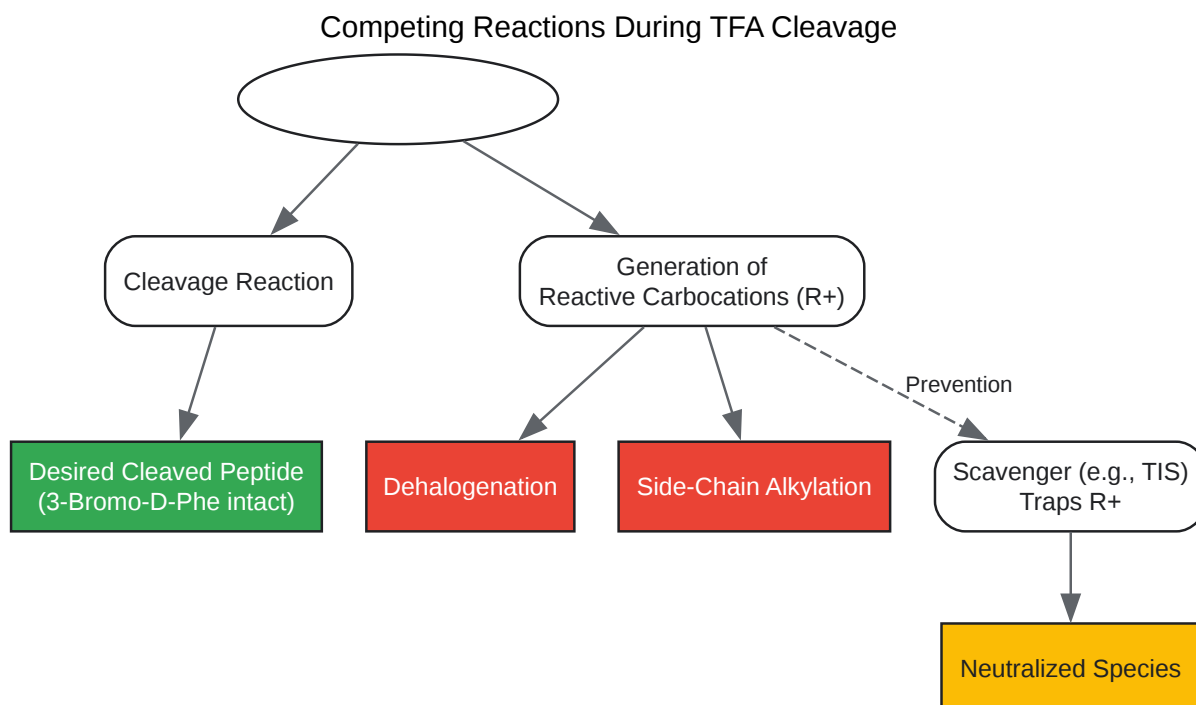 Competing Reactions During TFA Cleavage
Cleavage Reaction
Generation of
Reactive Carbocations (R+)
Prevention
Desired Cleaved Peptide
(3-Bromo-D-Phe intact)
Dehalogenation
Side-Chain Alkylation
Scavenger (e.g., TIS)
Traps R+
Neutralized Species